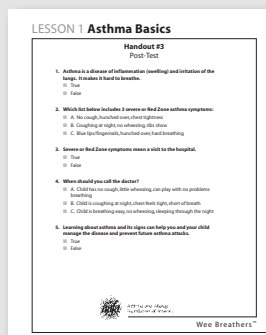 LESSON 1 Asthma Basics
Handout #3
Post-Test
1. Asthma is a disease of inflammation (swelling) and irritation of the
lungs. It makes it hard to breathe.
True
False
2. Which list below includes 3 severe or Red Zone asthma symptoms:
A. No cough, hunched over, chest tightness
B. Coughing at night, no wheezing, ribs show
C. Blue lips/fingernails, hunched over, hard breathing
3. Severe or Red Zone symptoms mean a visit to the hospital.
True
False
4. When should you call the doctor?
A. Child has no cough, little wheezing, can play with no problems
breathing
B. Child is coughing at night, chest feels tight, short of breath
C. Child is breathing easy, no wheezing, sleeping through the night
5. Learning about asthma and its signs can help you and your child
manage the disease and prevent future asthma attacks.
True
False
Wee Breathers™